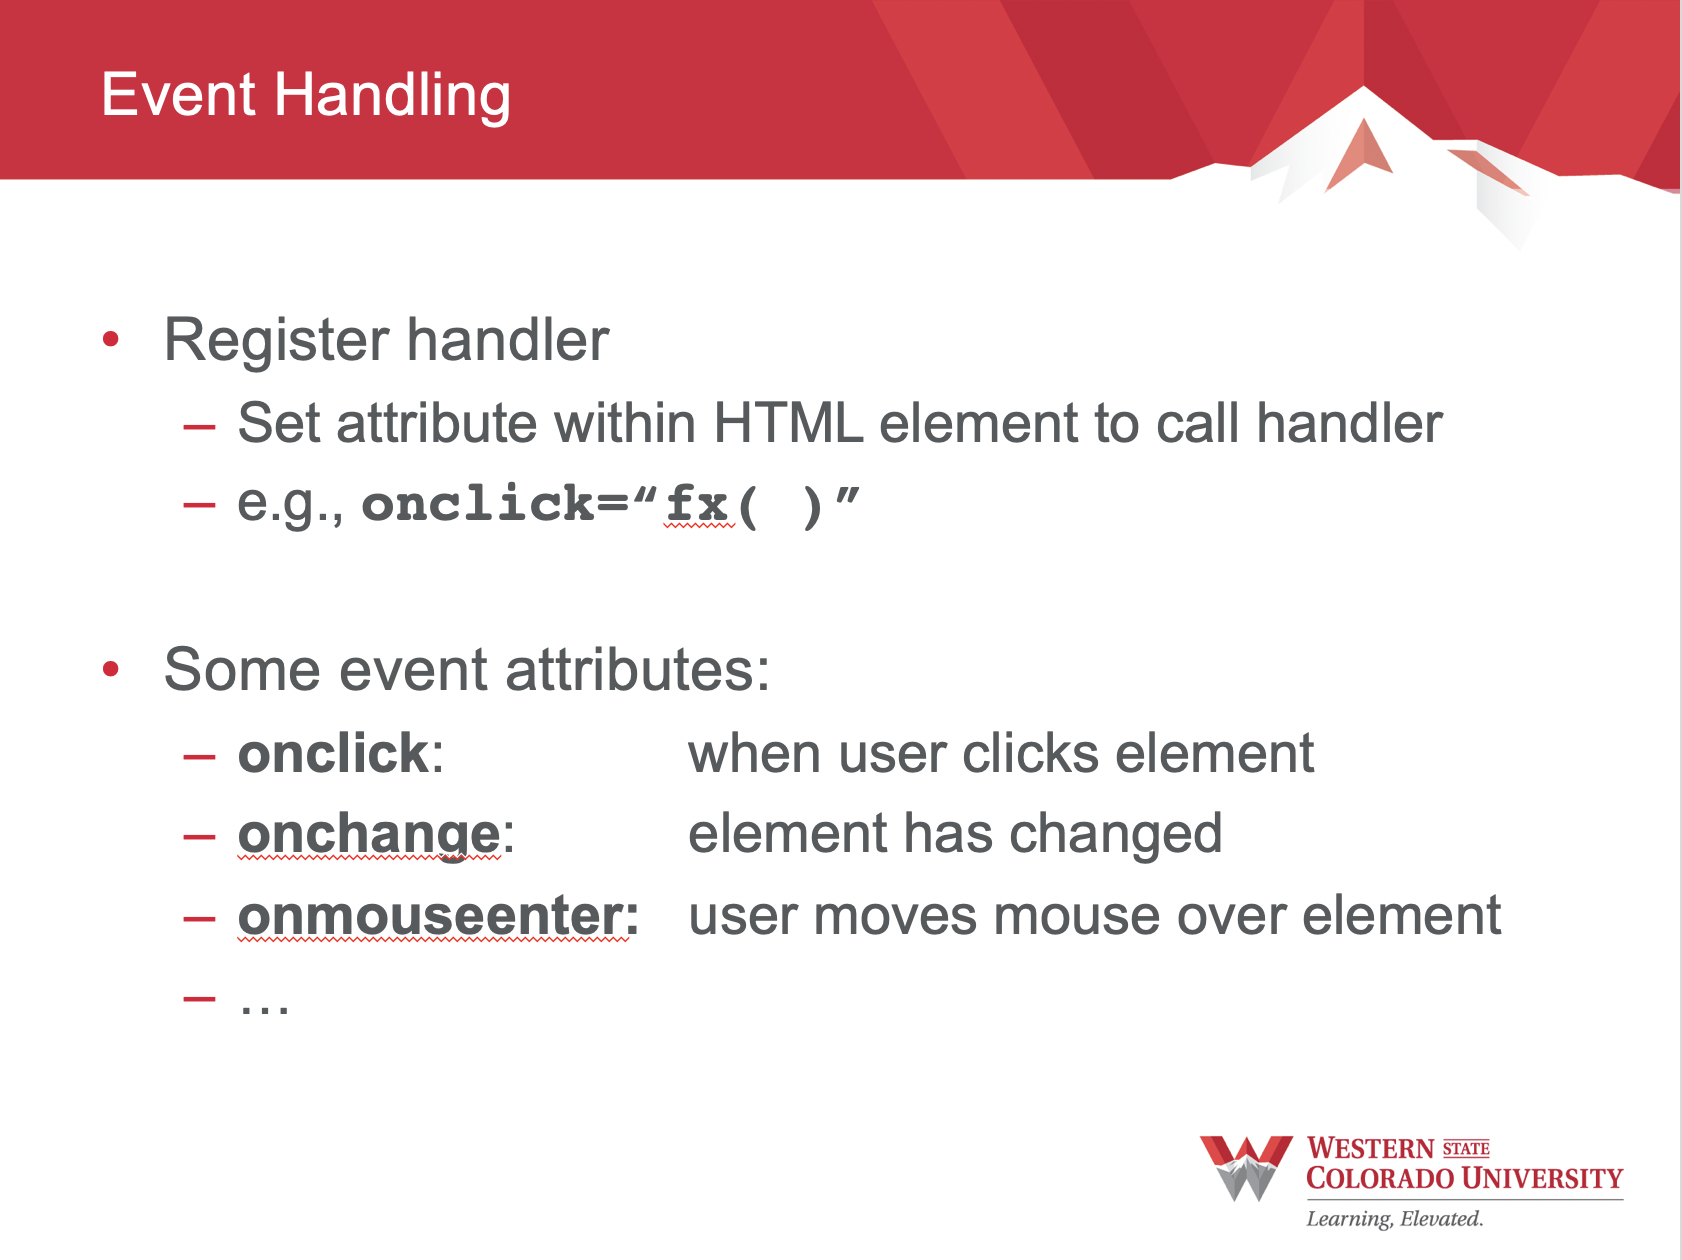 Event Handling
• Register handler
– Set attribute within HTML element to call handler
– e.g., onclick=“fx( )”
• Some event attributes:
– onclick: when user clicks element
– onchange: element has changed
– onmouseenter: user moves mouse over element
– …
WESTERN STATE
COLORADO UNIVERSITY
Learning, Elevated.